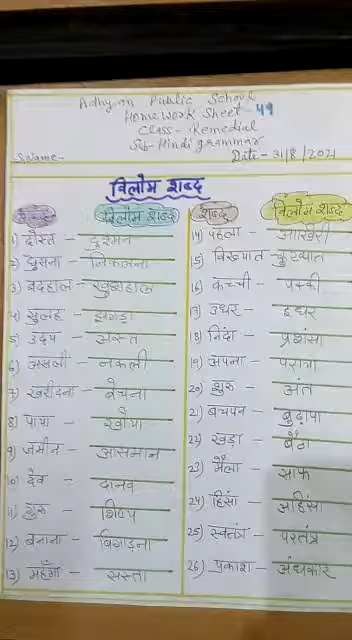 Adhyan Public School
Homework Sheet - 49
Class - Remedial
Sub - Hindi grammar
Name -
Date - 31/8/2021
विलोम शब्द
शब्द विलोम शब्द
1) दोस्त - दुश्मन
2) घुसना - निकलना
3) बदहाल - खुशहाल
4) सुलह - झगड़ा
5) उदय - अस्त
6) असली - नकली
7) खरीदना - बेचना
8) पाया - खोया
9) जमीन - आसमान
10) देव - दानव
11) गुरू - शिष्य
12) बनाना - बिगाड़ना
13) महँगा - सस्ता
शब्द विलोम शब्द
14) पहला - आखिरी
15) विख्यात - कुख्यात
16) कच्ची - पक्की
17) उधर - इधर
18) निंदा - प्रशंसा
19) अपना - पराया
20) शुरू - अंत
21) बचपन - बुढ़ापा
22) खड़ा - बैठा
23) मैला - साफ
24) हिंसा - अहिंसा
25) स्वतंत्र - परतंत्र
26) प्रकाश - अंधकार